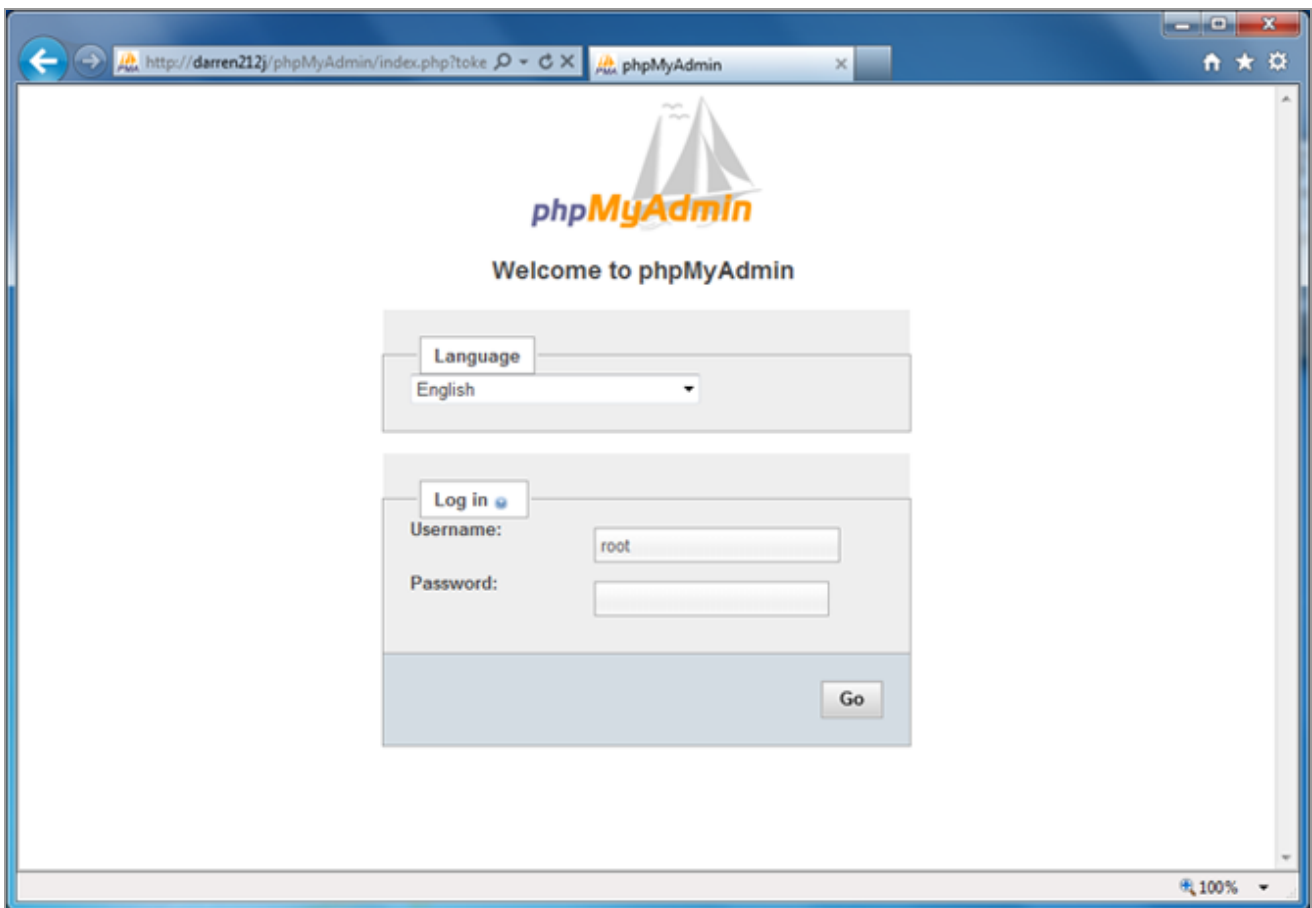 http://darren212j/phpMyAdmin/index.php?toke
phpMyAdmin
phpMyAdmin
Welcome to phpMyAdmin
Language
English
Log in
Username:
root
Password:
Go
100%